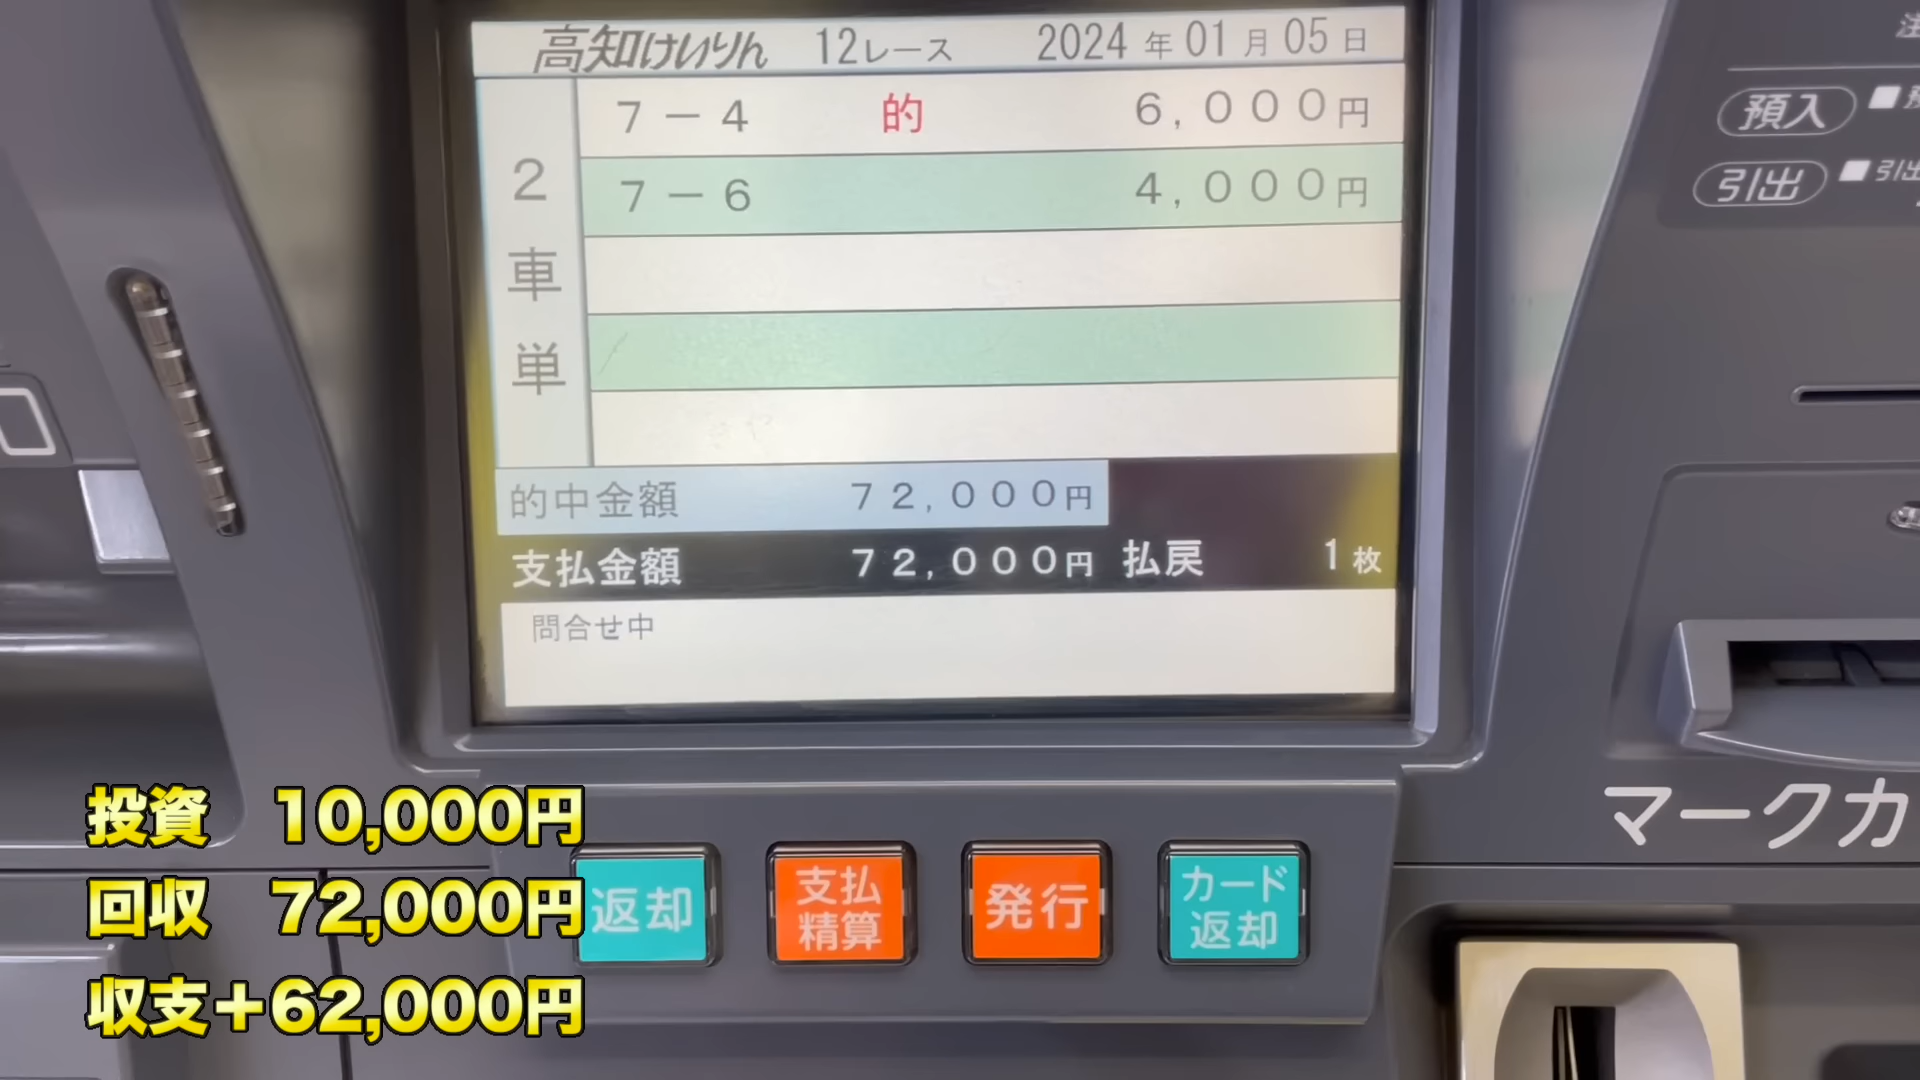 高知けいりん 12レース 2024年01月05日
2車単
7－4 的 6,000円
7－6 4,000円
的中金額 72,000円
支払金額 72,000円 払戻 1枚
問合せ中
預入
引出
引出
マークカ
返却
支払
精算
発行
カード
返却
投資 10,000円
回収 72,000円
収支＋62,000円